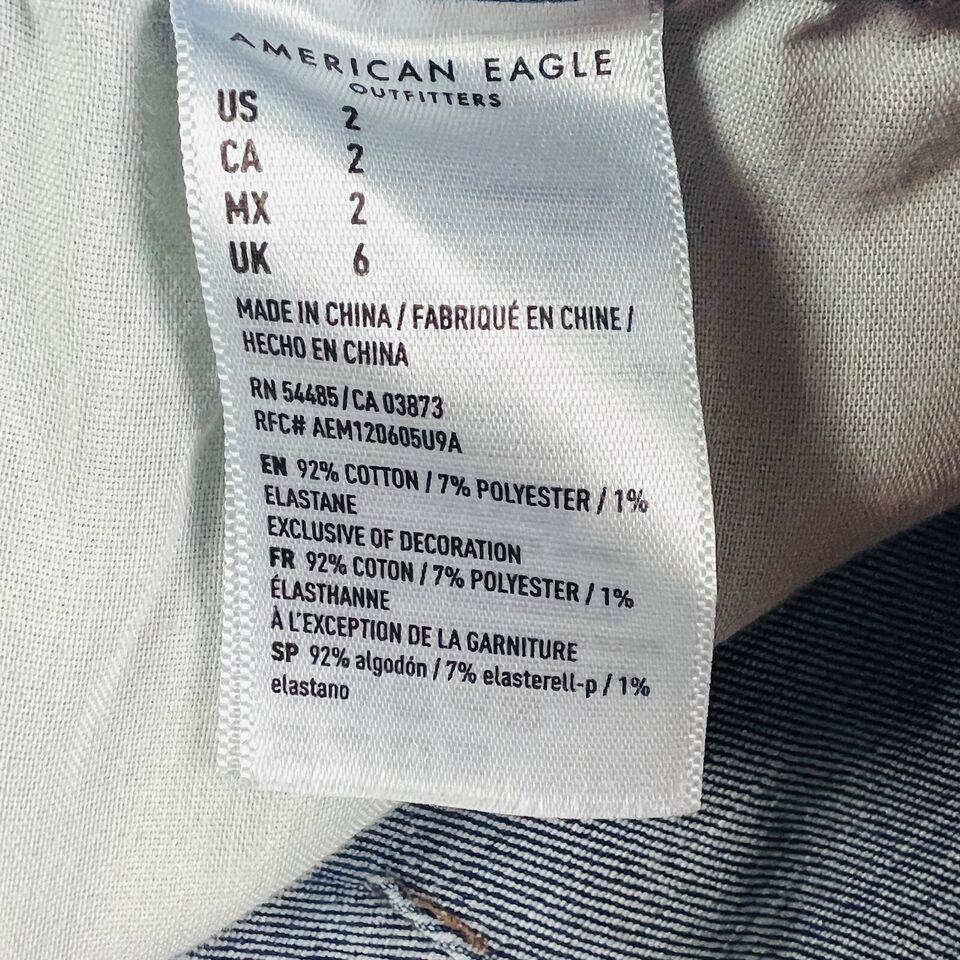 AMERICAN EAGLE
OUTFITTERS
US 2
CA 2
MX 2
UK 6
MADE IN CHINA / FABRIQUÉ EN CHINE /
HECHO EN CHINA
RN 54485 / CA 03873
RFC# AEM120605U9A
EN 92% COTTON / 7% POLYESTER / 1%
ELASTANE
EXCLUSIVE OF DECORATION
FR 92% COTON / 7% POLYESTER / 1%
ÉLASTHANNE
À L'EXCEPTION DE LA GARNITURE
SP 92% algodón / 7% elasterell-p / 1%
elastano